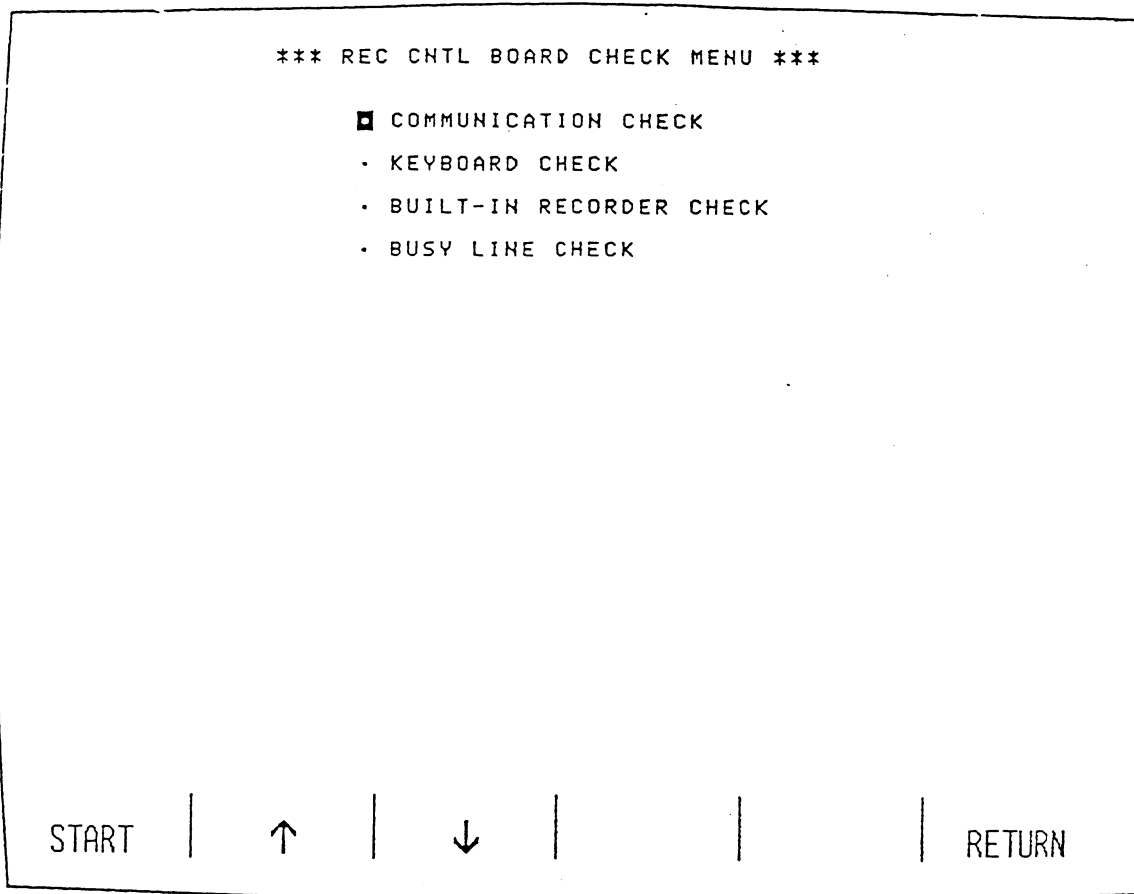 *** REC CNTL BOARD CHECK MENU ***
COMMUNICATION CHECK
· KEYBOARD CHECK
· BUILT-IN RECORDER CHECK
· BUSY LINE CHECK
START | ↑ | ↓ | | | RETURN